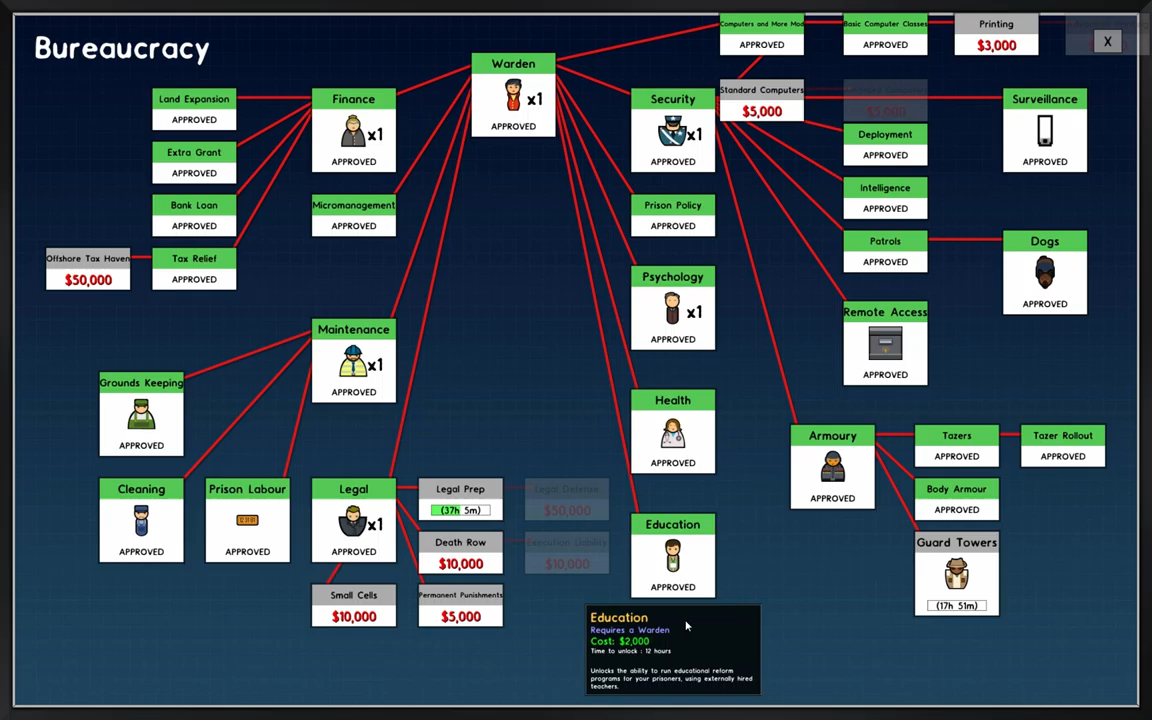 Bureaucracy
Computers and More Mod
APPROVED
Basic Computer Classes
APPROVED
Printing
$3,000
X
Warden
x1
APPROVED
Standard Computers
$5,000
$5,000
Land Expansion
APPROVED
Finance
x1
APPROVED
Security
x1
APPROVED
Surveillance
APPROVED
Deployment
APPROVED
Extra Grant
APPROVED
Intelligence
APPROVED
Bank Loan
APPROVED
Micromanagement
APPROVED
Prison Policy
APPROVED
Patrols
APPROVED
Dogs
APPROVED
Offshore Tax Haven
$50,000
Tax Relief
APPROVED
Psychology
x1
APPROVED
Remote Access
APPROVED
Maintenance
x1
APPROVED
Grounds Keeping
APPROVED
Health
APPROVED
Armoury
APPROVED
Tazers
APPROVED
Tazer Rollout
APPROVED
Cleaning
APPROVED
Prison Labour
APPROVED
Legal
x1
APPROVED
Legal Prep
(37h 5m)
Legal Defense
$50,000
Body Armour
APPROVED
Death Row
$10,000
Execution Liability
$10,000
Education
APPROVED
Guard Towers
(17h 51m)
Small Cells
$10,000
Permanent Punishments
$5,000
Education
Requires a Warden
Cost: $2,000
Time to unlock : 12 hours
Unlocks the ability to run educational reform
programs for your prisoners, using externally hired
teachers.